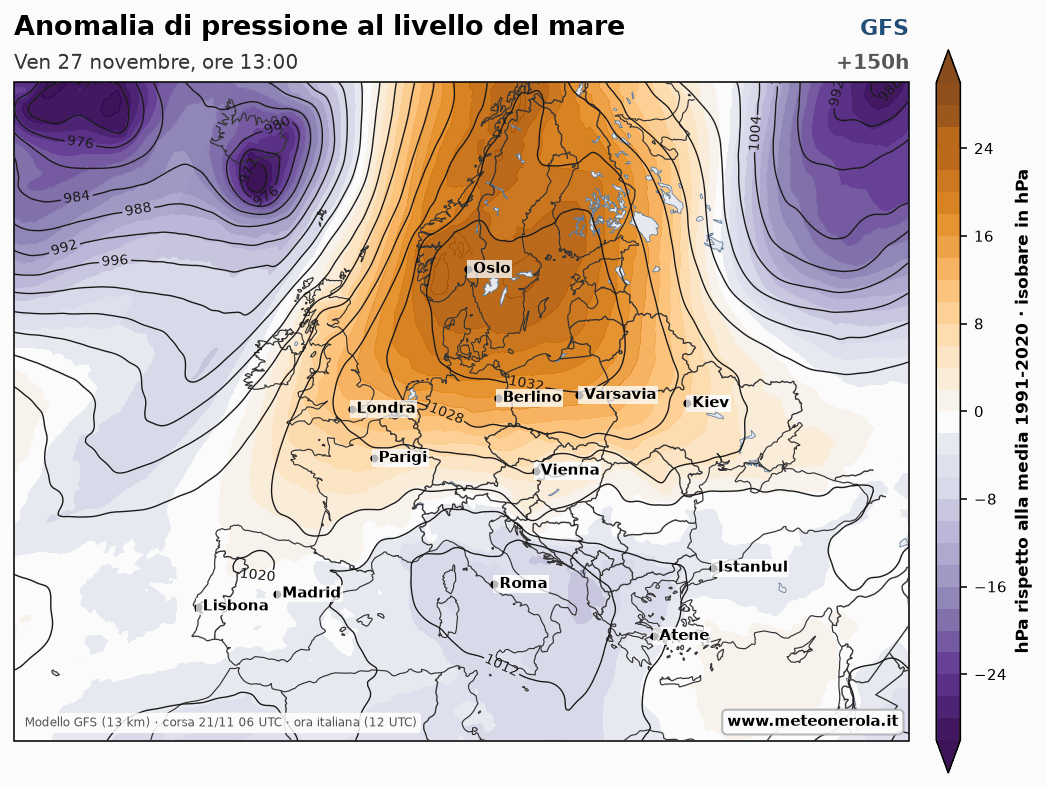 Anomalia di pressione al livello del mare
GFS
Ven 27 novembre, ore 13:00
+150h
976
984
988
992
996
980
976
1004
992
980
Oslo
1032
Berlino
Varsavia
Kiev
Londra
1028
Parigi
Vienna
1020
Madrid
Lisbona
Roma
Istanbul
Atene
1012
Modello GFS (13 km) · corsa 21/11 06 UTC · ora italiana (12 UTC)
www.meteonerola.it
24
16
8
0
−8
−16
−24
hPa rispetto alla media 1991-2020 · isobare in hPa